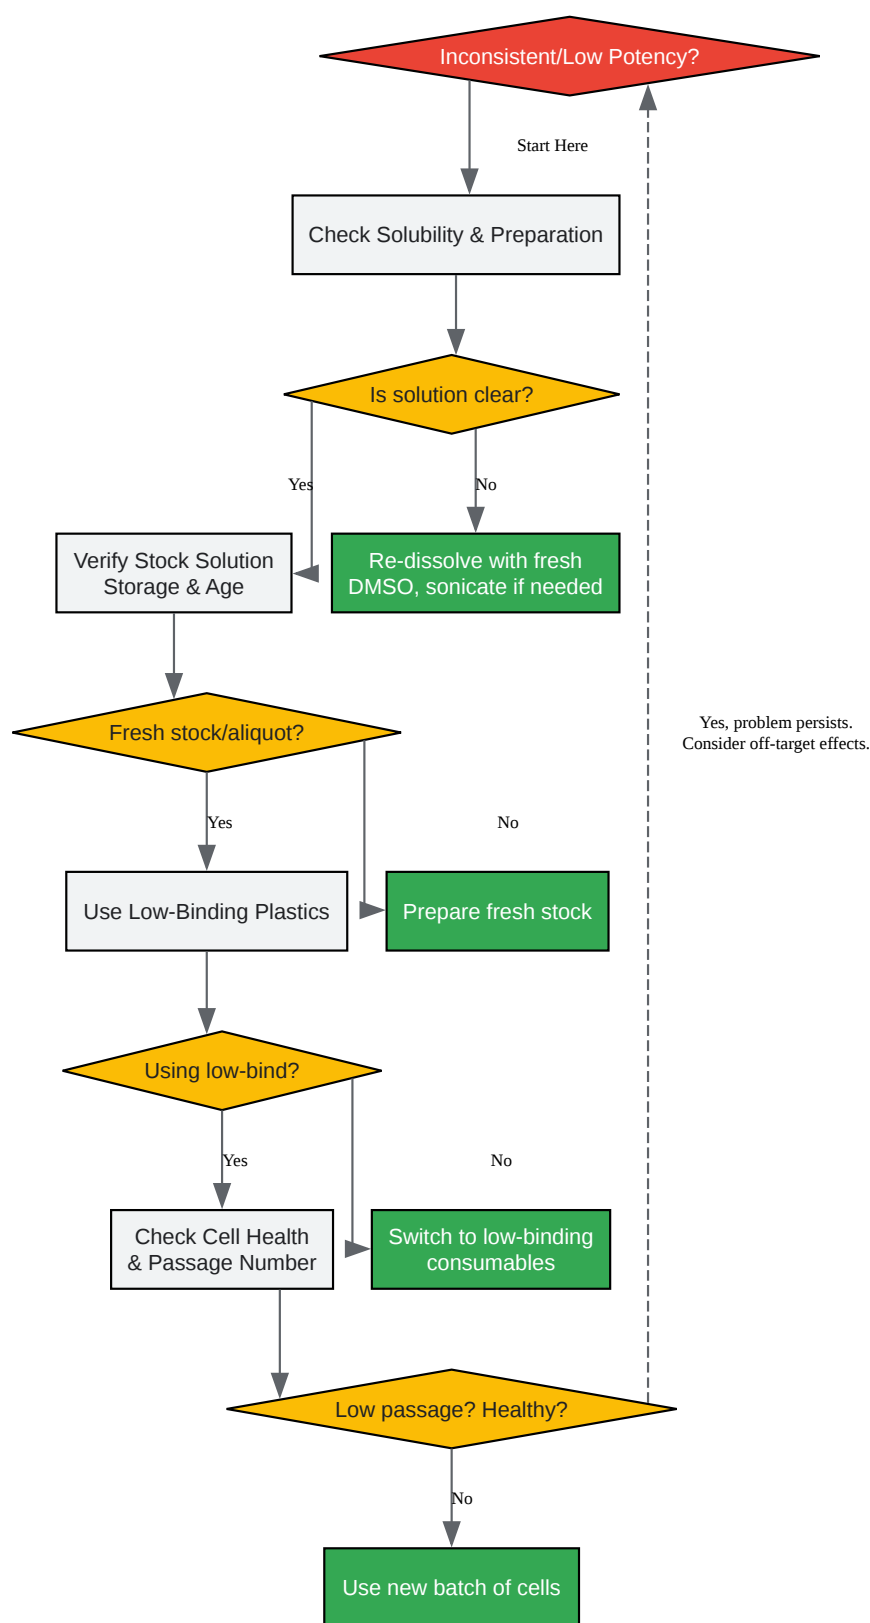 Inconsistent/Low Potency?
Start Here
Check Solubility & Preparation
Is solution clear?
Yes
No
Verify Stock Solution
Storage & Age
Re-dissolve with fresh
DMSO, sonicate if needed
Fresh stock/aliquot?
Yes, problem persists.
Consider off-target effects.
Yes
No
Use Low-Binding Plastics
Prepare fresh stock
Using low-bind?
Yes
No
Check Cell Health
& Passage Number
Switch to low-binding
consumables
Low passage? Healthy?
No
Use new batch of cells